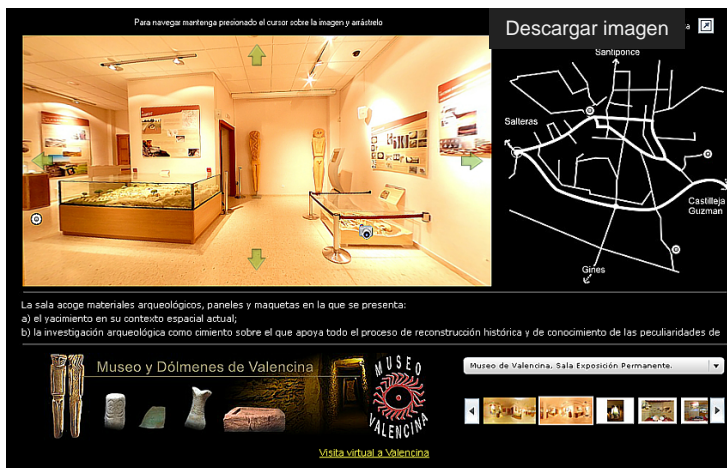 Para navegar mantenga presionado el cursor sobre la imagen y arrástrelo
Descargar imagen
Santiponce
Salteras
Castilleja
Guzman
Gines
La sala acoge materiales arqueológicos, paneles y maquetas en la que se presenta:
a) el yacimiento en su contexto espacial actual;
b) la investigación arqueológica como cimiento sobre el que apoya todo el proceso de reconstrucción histórica y de conocimiento de las peculiaridades de
Museo y Dólmenes de Valencina
MUSEO
VALENCINA
Museo de Valencina. Sala Exposición Permanente.
Visita virtual a Valencina